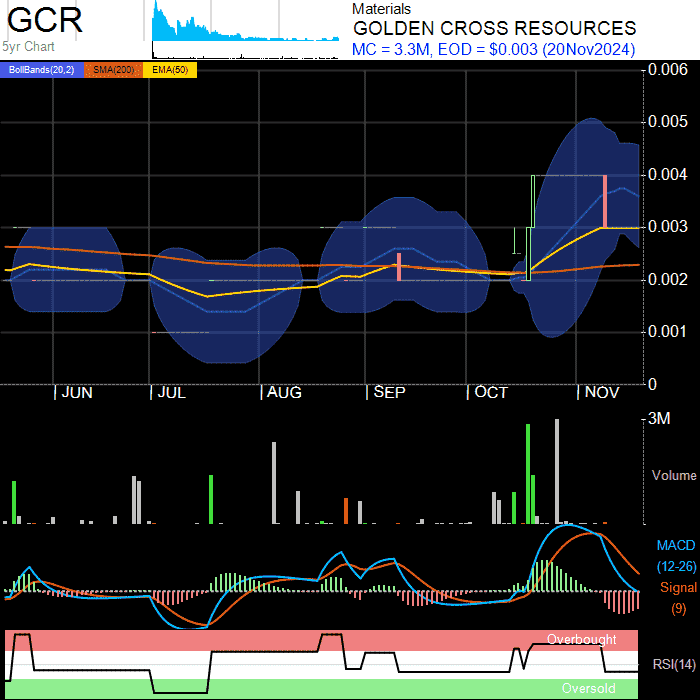 GCR
5yr Chart
Materials
GOLDEN CROSS RESOURCES
MC = 3.3M, EOD = $0.003 (20Nov2024)
BollBands(20,2) SMA(200) EMA(50)
0.006
0.005
0.004
0.003
0.002
0.001
0
JUN JUL AUG SEP OCT NOV
3M
Volume
MACD
(12-26)
Signal
(9)
Overbought
RSI(14)
Oversold